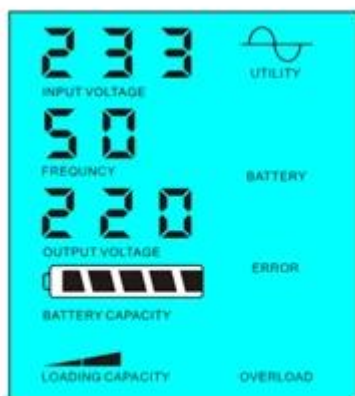 233
INPUT VOLTAGE
UTILITY
50
FREQUNCY
BATTERY
220
OUTPUT VOLTAGE
ERROR
BATTERY CAPACITY
LOADING CAPACITY
OVERLOAD